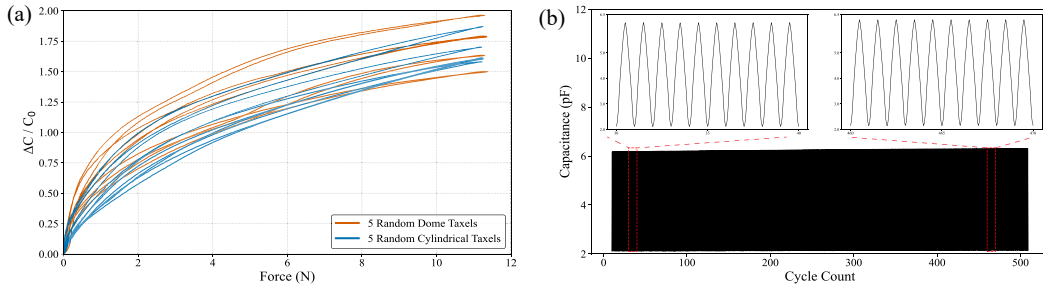 (a)
2.00
1.75
1.50
1.25
1.00
0.75
0.50
0.25
0.00
ΔC / C₀
0 2 4 6 8 10 12
Force (N)
5 Random Dome Taxels
5 Random Cylindrical Taxels
(b)
12
10
8
6
4
2
Capacitance (pF)
0 100 200 300 400 500
Cycle Count